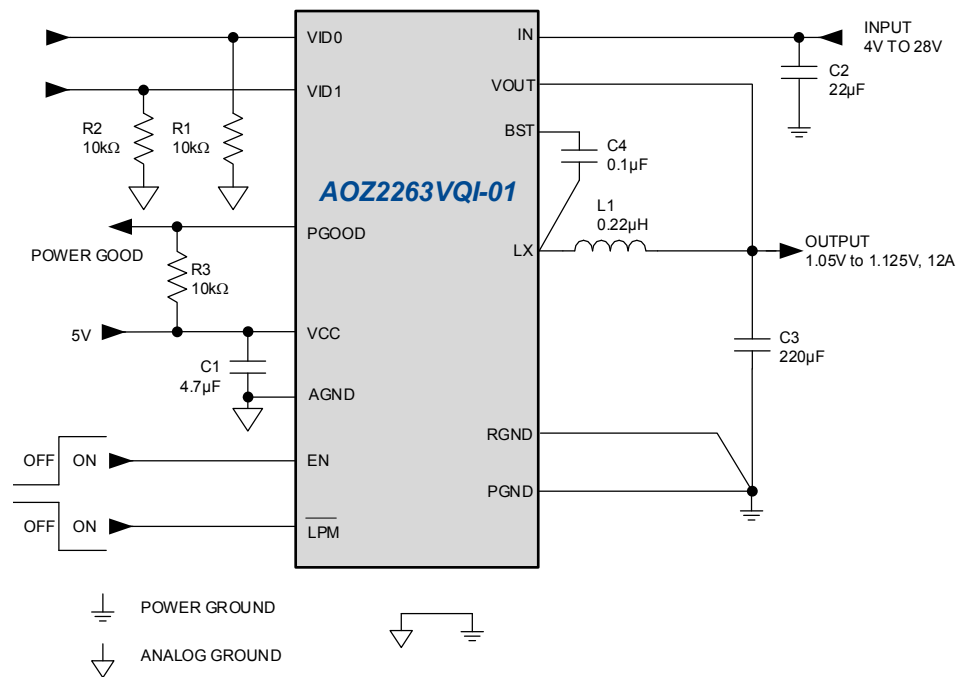 VID0
VID1
R2
10kΩ
R1
10kΩ
POWER GOOD
PGOOD
R3
10kΩ
5V
VCC
C1
4.7µF
AGND
OFF
ON
EN
OFF
ON
LPM
AOZ2263VQI-01
IN
INPUT
4V TO 28V
C2
22µF
VOUT
BST
C4
0.1µF
L1
0.22µH
LX
OUTPUT
1.05V to 1.125V, 12A
C3
220µF
RGND
PGND
POWER GROUND
ANALOG GROUND